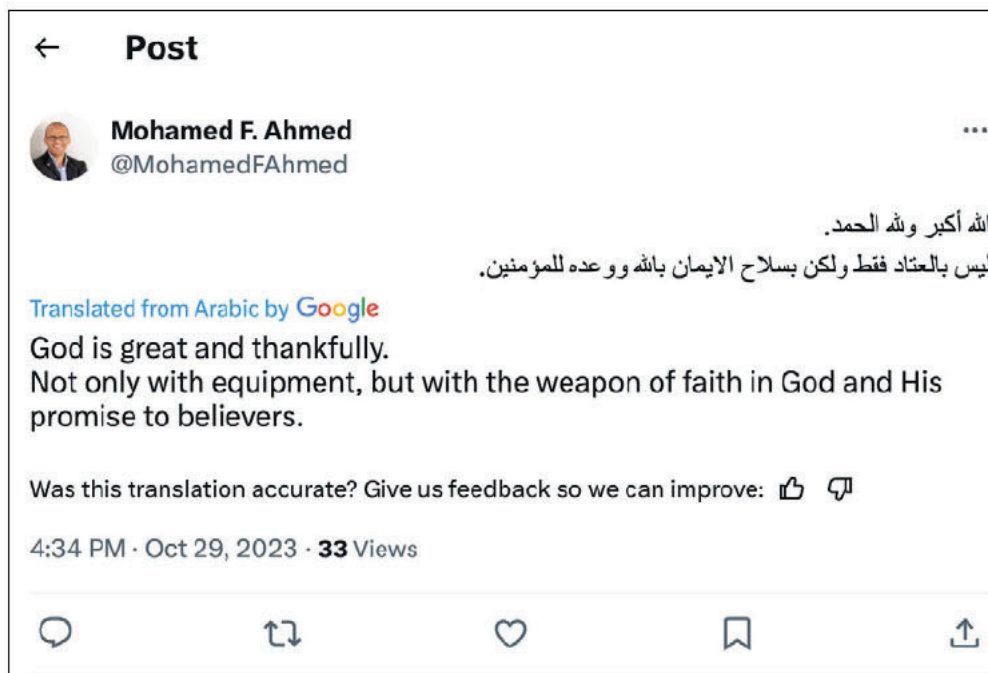 Post
Mohamed F. Ahmed
@MohamedFAhmed
الله أكبر ولله الحمد.
ليس بالعتاد فقط ولكن بسلاح الايمان بالله ووعده للمؤمنين.
Translated from Arabic by Google
God is great and thankfully.
Not only with equipment, but with the weapon of faith in God and His
promise to believers.
Was this translation accurate? Give us feedback so we can improve:
4:34 PM · Oct 29, 2023 · 33 Views